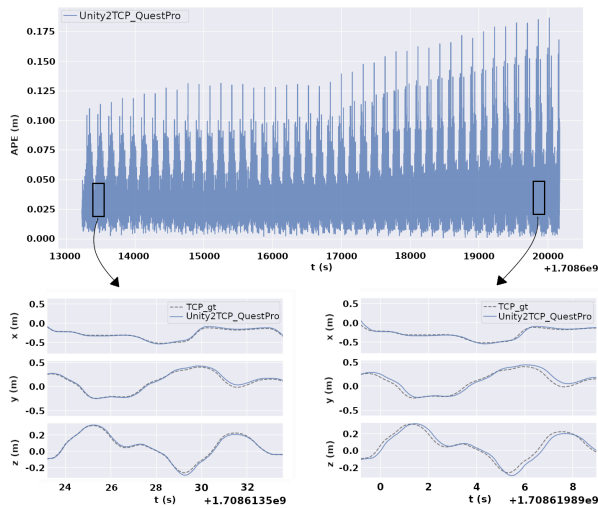 Unity2TCP_QuestPro
0.175
0.150
0.125
0.100
0.075
0.050
0.025
0.000
APE (m)
13000 14000 15000 16000 17000 18000 19000 20000
t (s)
+1.7086e9
TCP_gt
Unity2TCP_QuestPro
0.5
0.0
-0.5
x (m)
0.5
0.0
-0.5
y (m)
0.2
0.0
-0.2
z (m)
24 26 28 30 32
t (s)
+1.7086135e9
TCP_gt
Unity2TCP_QuestPro
0.5
0.0
-0.5
x (m)
0.5
0.0
-0.5
y (m)
0.2
0.0
-0.2
z (m)
0 2 4 6 8
t (s)
+1.70861989e9